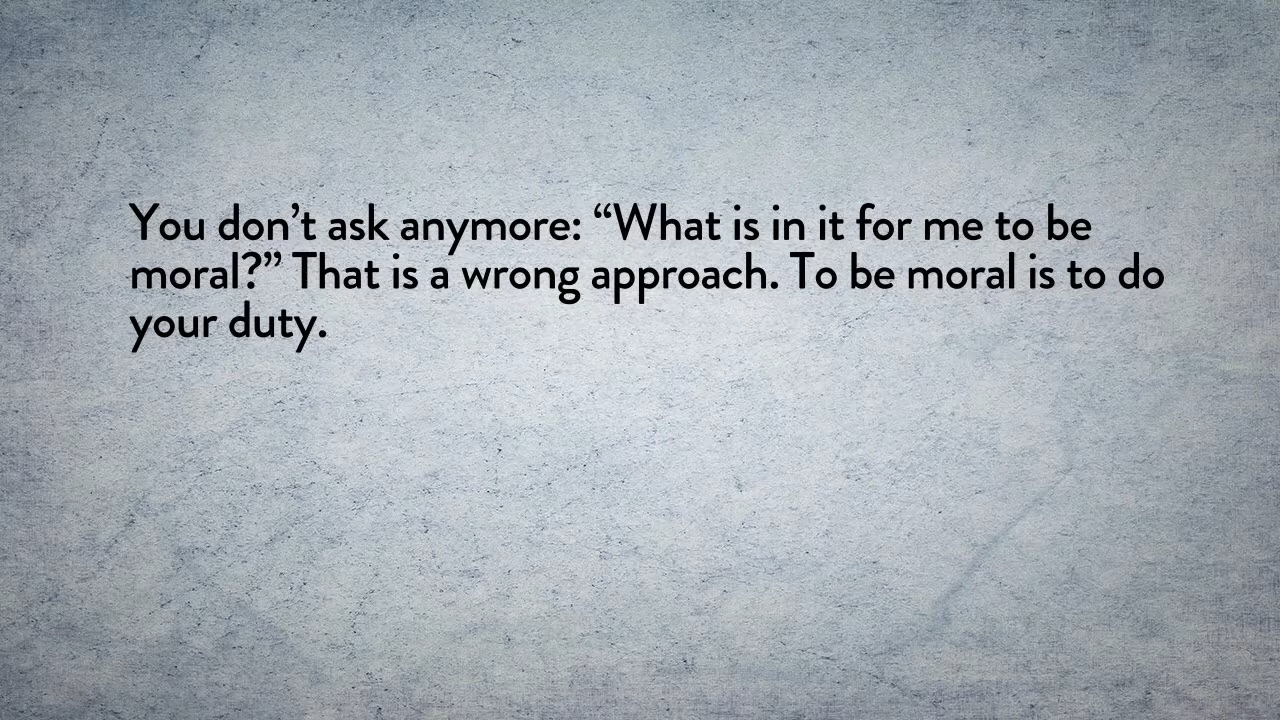 You don’t ask anymore: “What is in it for me to be
moral?” That is a wrong approach. To be moral is to do
your duty.